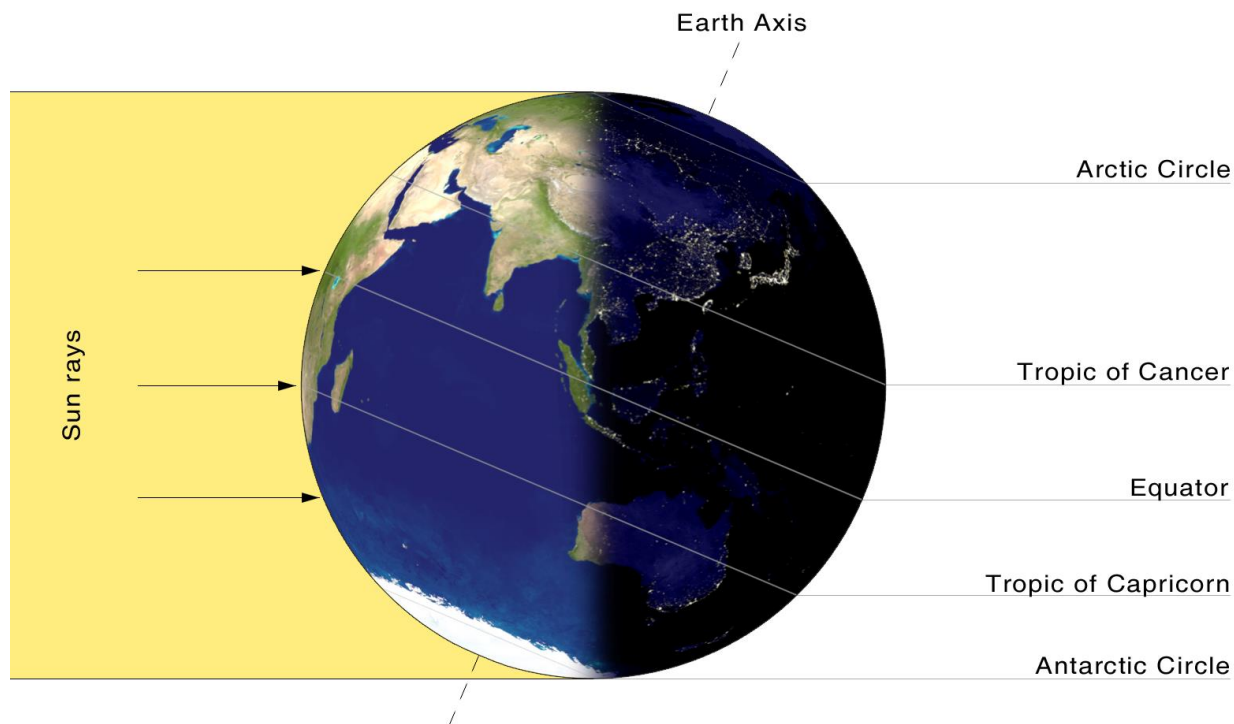 Earth Axis
Arctic Circle
Sun rays
Tropic of Cancer
Equator
Tropic of Capricorn
Antarctic Circle